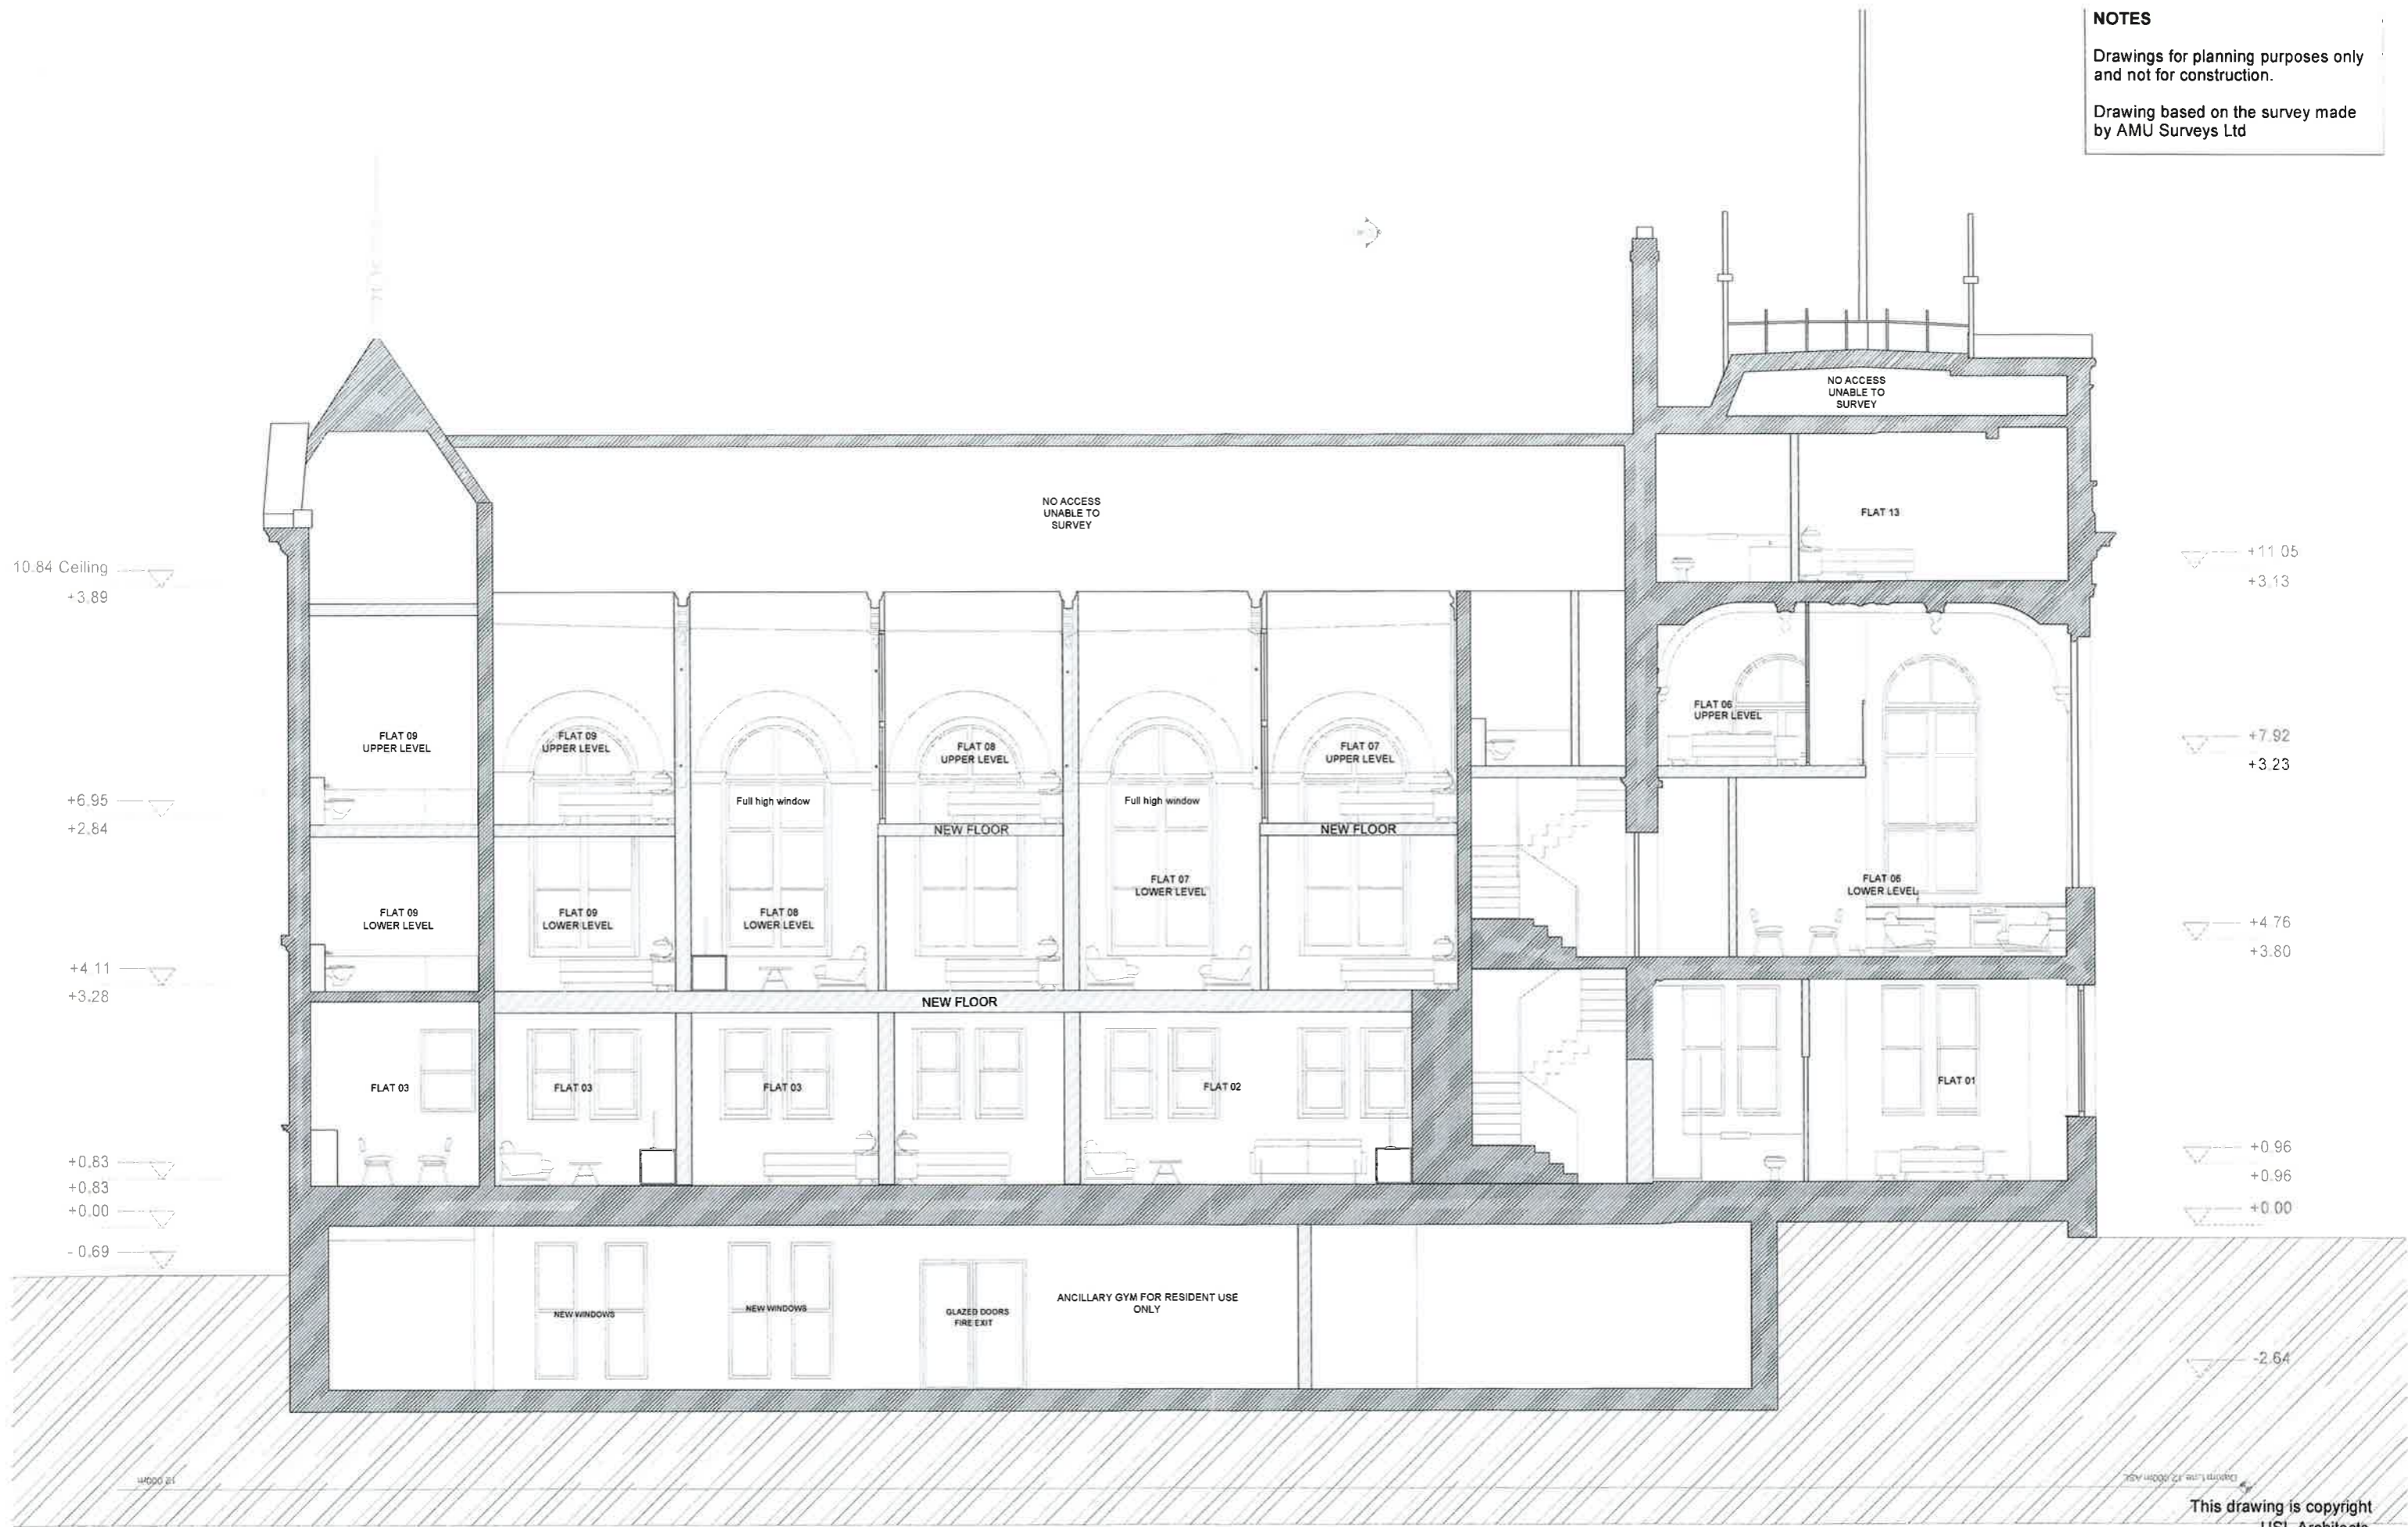 NOTES
Drawings for planning purposes only
and not for construction.
Drawing based on the survey made
by AMU Surveys Ltd
NO ACCESS
UNABLE TO
SURVEY
NO ACCESS
UNABLE TO
SURVEY
FLAT 13
10.84 Ceiling
+3.89
+11 05
+3.13
FLAT 09
UPPER LEVEL
FLAT 09
UPPER LEVEL
FLAT 08
UPPER LEVEL
FLAT 07
UPPER LEVEL
FLAT 06
UPPER LEVEL
+7.92
+3.23
+6.95
+2.84
Full high window
Full high window
NEW FLOOR
NEW FLOOR
FLAT 09
LOWER LEVEL
FLAT 09
LOWER LEVEL
FLAT 08
LOWER LEVEL
FLAT 07
LOWER LEVEL
FLAT 06
LOWER LEVEL
+4 76
+3.80
+4 11
+3.28
NEW FLOOR
FLAT 03
FLAT 03
FLAT 03
FLAT 02
FLAT 01
+0.83
+0.83
+0.00
- 0.69
+0.96
+0.96
+0.00
NEW WINDOWS
NEW WINDOWS
GLAZED DOORS
FIRE EXIT
ANCILLARY GYM FOR RESIDENT USE
ONLY
-2.64
12.000m
Datum Line 12.000m ASL
This drawing is copyright